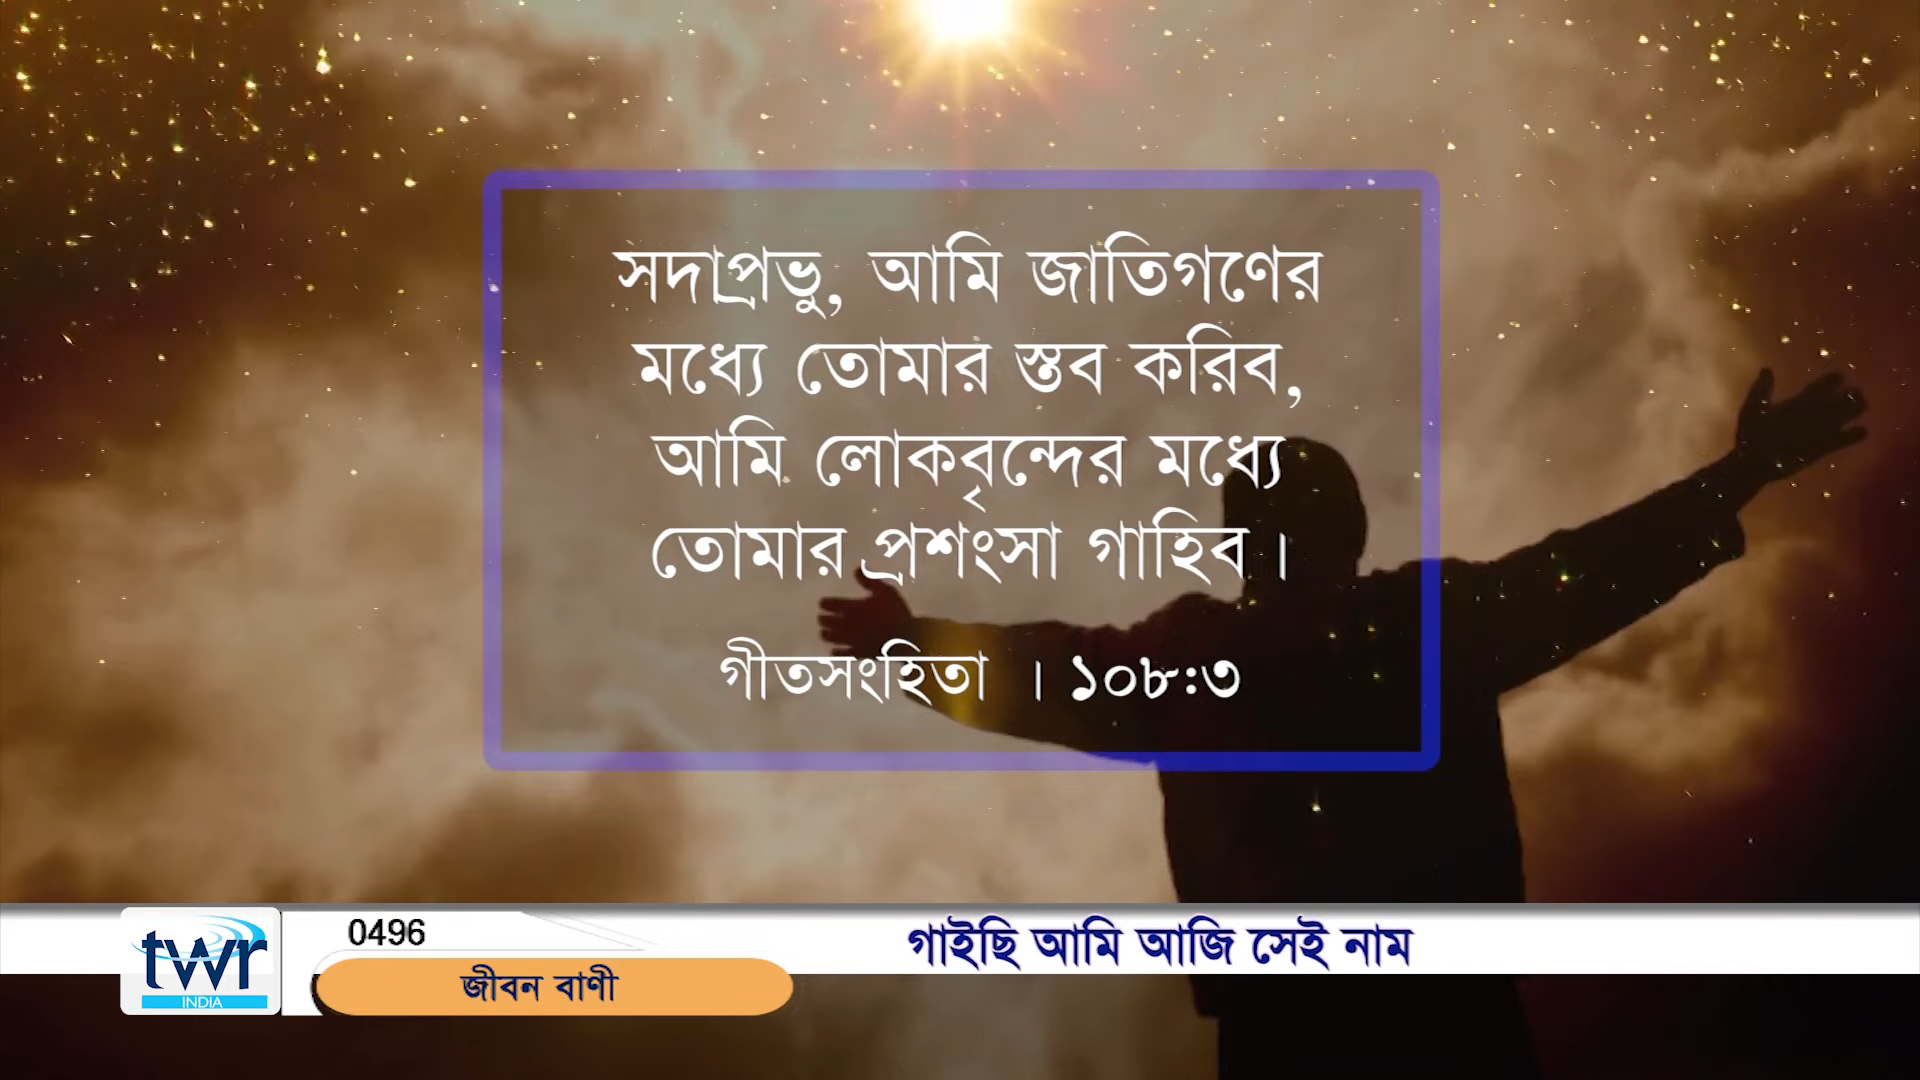 সদাপ্রভু, আমি জাতিগণের
মধ্যে তোমার স্তব করিব,
আমি লোকবৃন্দের মধ্যে
তোমার প্রশংসা গাহিব ।
গীতসংহিতা । ১০৮:৩
twr
INDIA
0496
জীবন বাণী
গাইছি আমি আজি সেই নাম